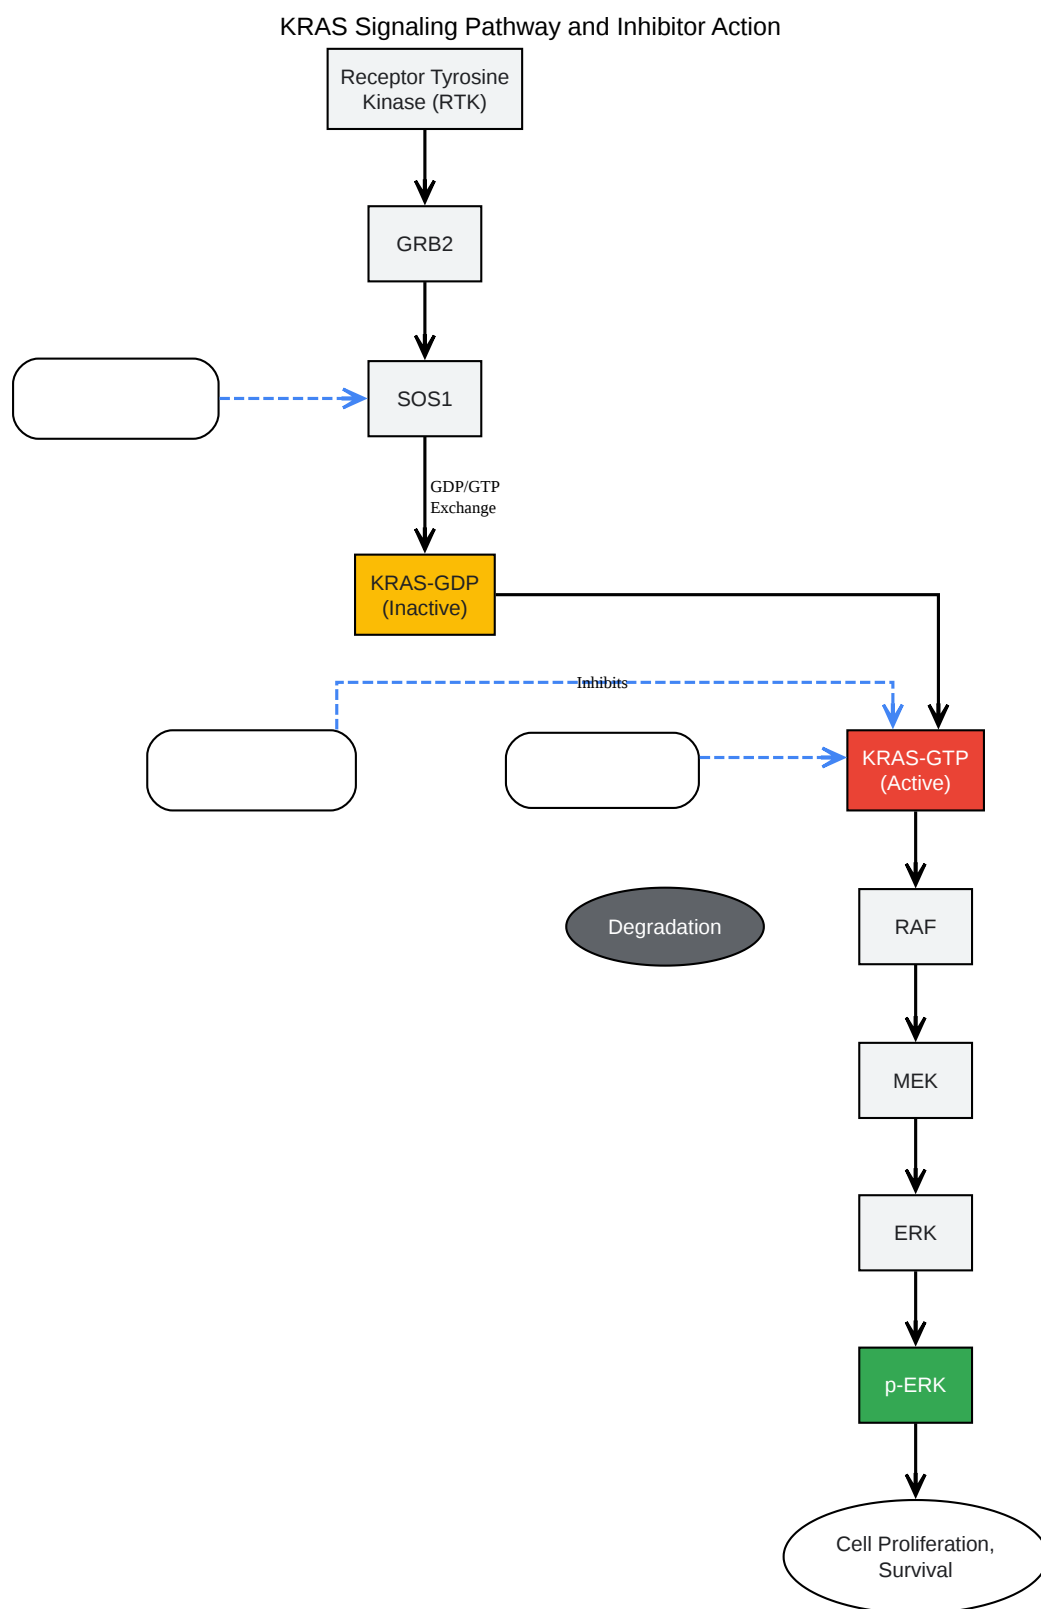 KRAS Signaling Pathway and Inhibitor Action
Receptor Tyrosine
Kinase (RTK)
GRB2
SOS1
GDP/GTP
Exchange
KRAS-GDP
(Inactive)
Inhibits
KRAS-GTP
(Active)
Degradation
RAF
MEK
ERK
p-ERK
Cell Proliferation,
Survival